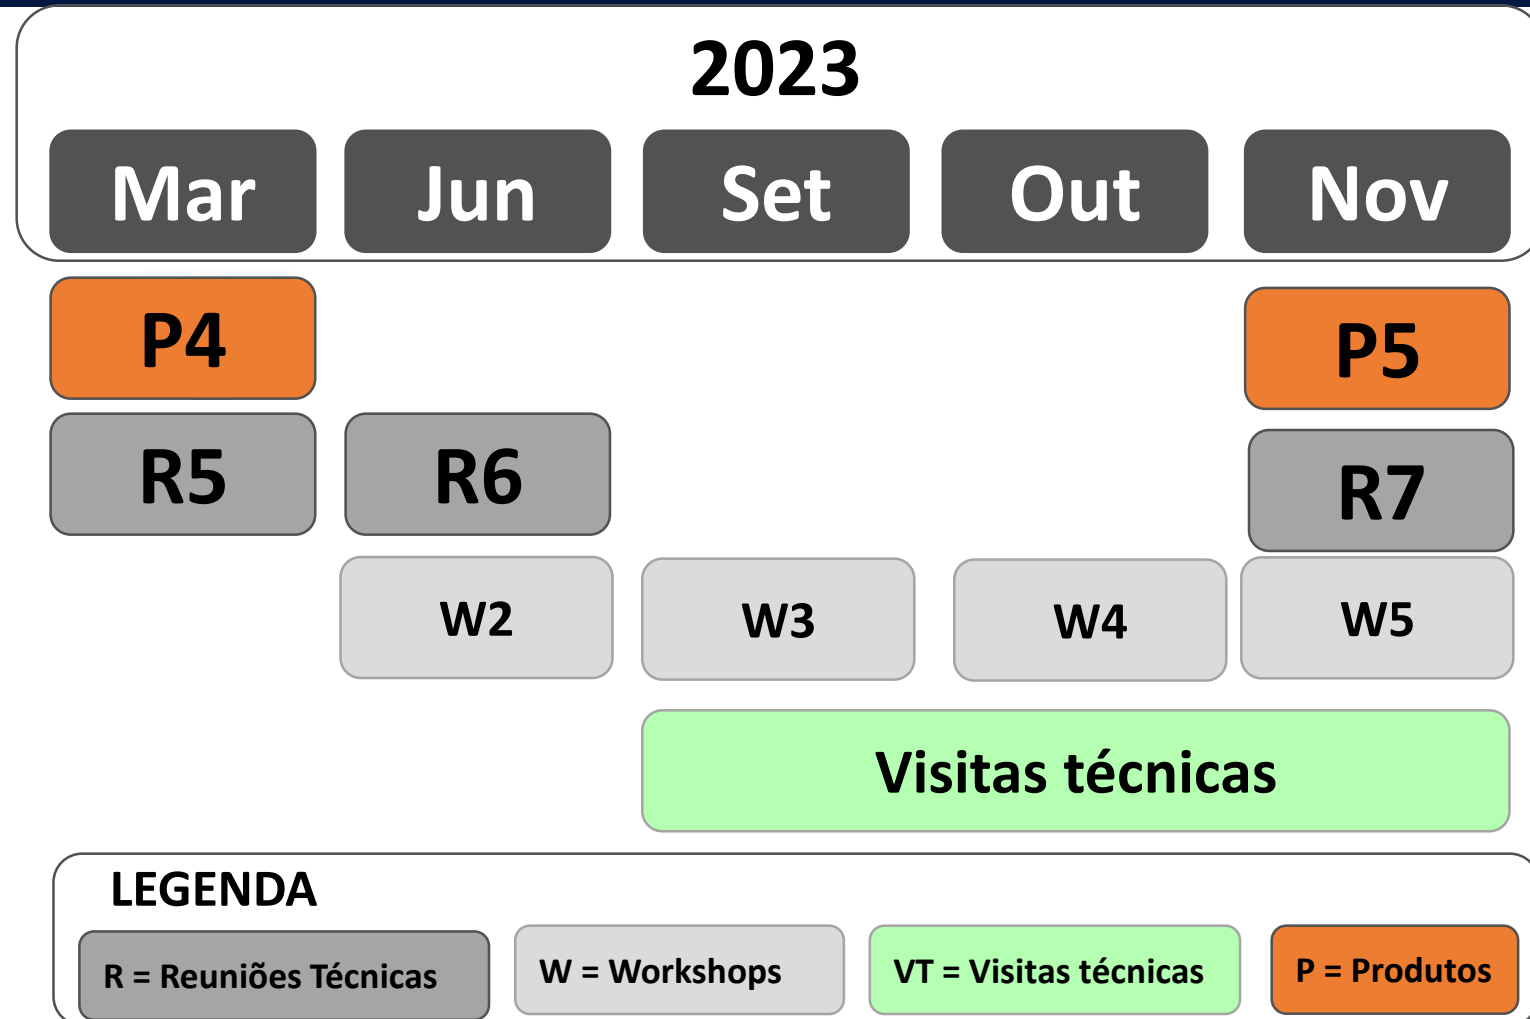 2023
Mar Jun Set Out Nov
P4 P5
R5 R6 R7
W2 W3 W4 W5
Visitas técnicas
LEGENDA
R = Reuniões Técnicas W = Workshops VT = Visitas técnicas P = Produtos